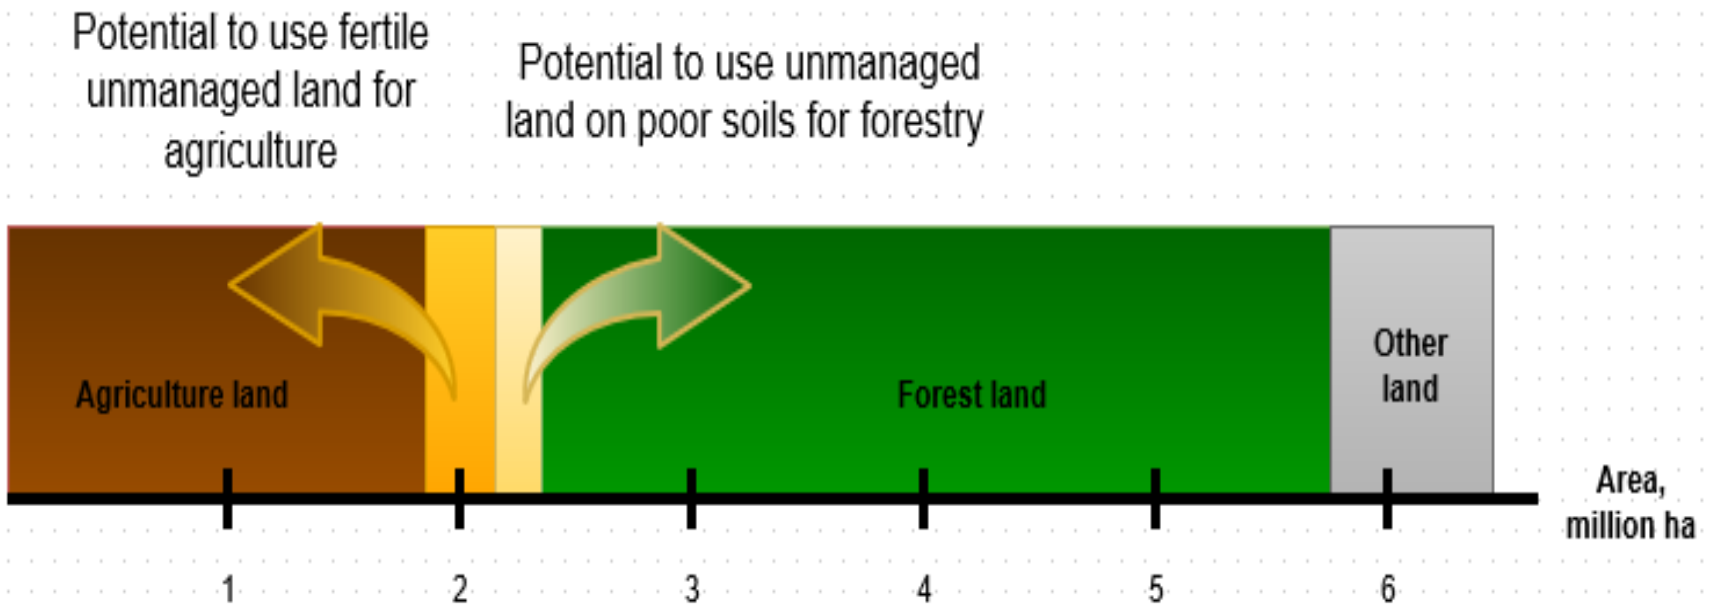 Potential to use fertile
unmanaged land for
agriculture
Potential to use unmanaged
land on poor soils for forestry
Agriculture land
Forest land
Other
land
Area,
million ha
1
2
3
4
5
6